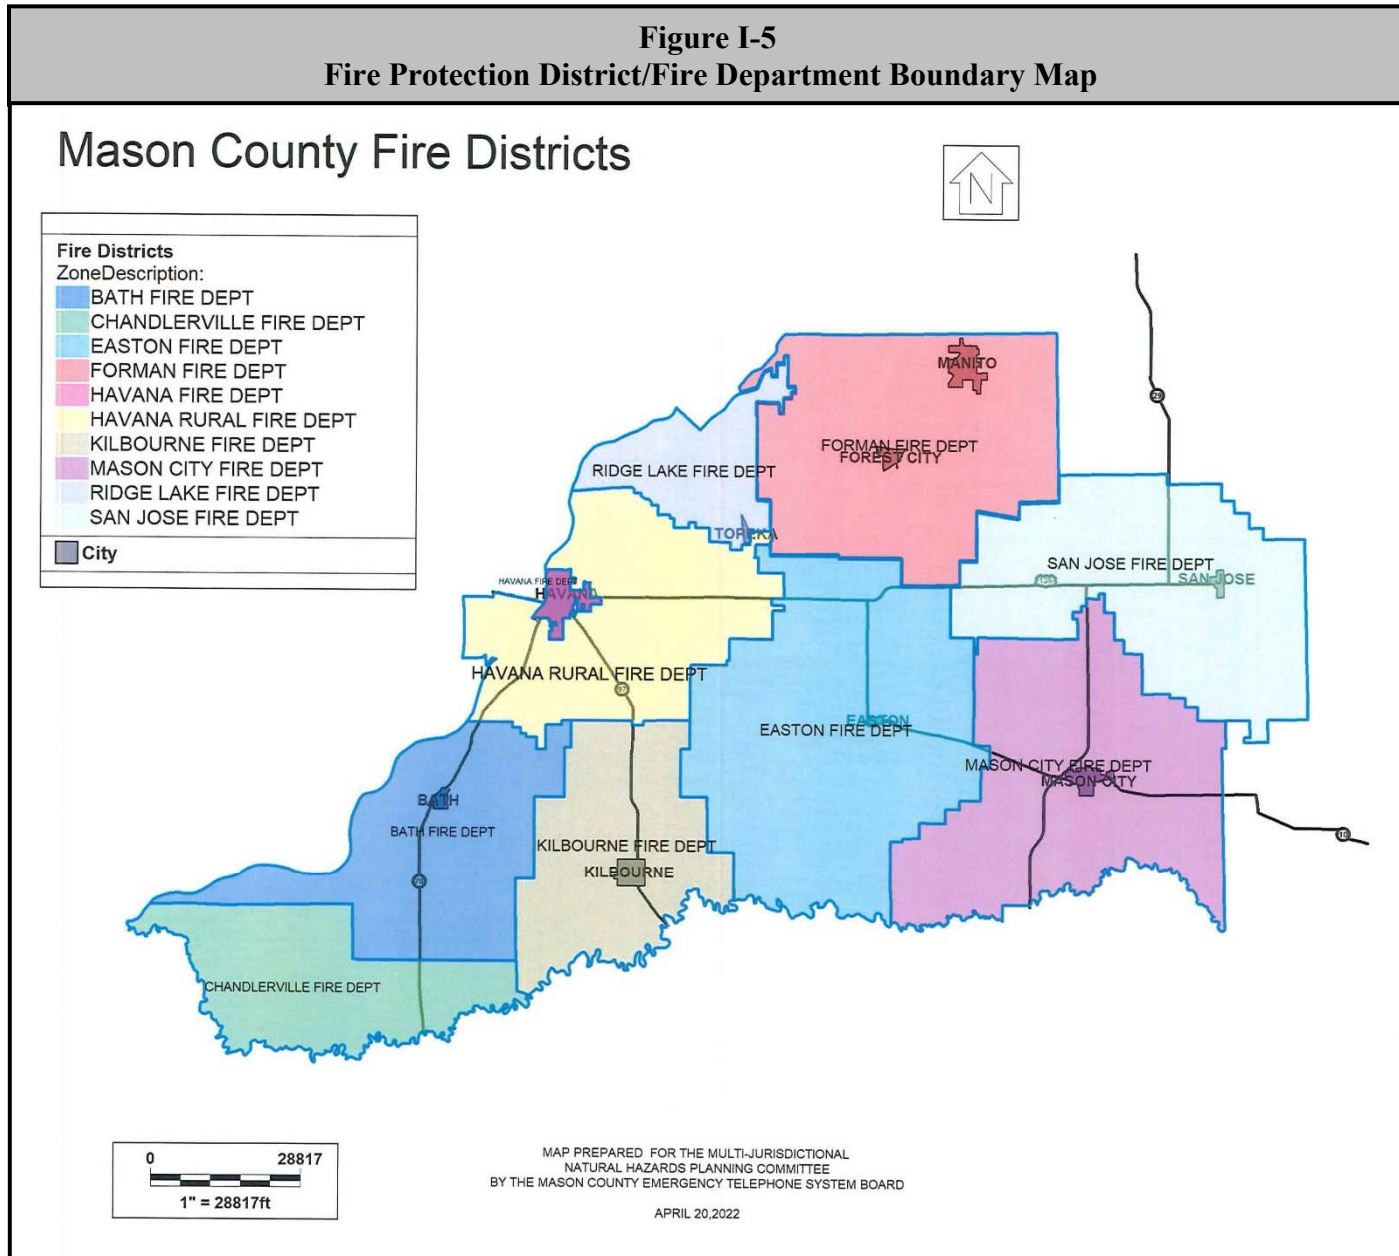 Figure I-5
Fire Protection District/Fire Department Boundary Map
Mason County Fire Districts
N
Fire Districts
ZoneDescription:
BATH FIRE DEPT
CHANDLERVILLE FIRE DEPT
EASTON FIRE DEPT
FORMAN FIRE DEPT
HAVANA FIRE DEPT
HAVANA RURAL FIRE DEPT
KILBOURNE FIRE DEPT
MASON CITY FIRE DEPT
RIDGE LAKE FIRE DEPT
SAN JOSE FIRE DEPT
City
MANITO
29
FORMAN FIRE DEPT
FOREST CITY
RIDGE LAKE FIRE DEPT
TOPEKA
SAN JOSE FIRE DEPT
SAN JOSE
136
HAVANA FIRE DEPT
HAVANA
HAVANA RURAL FIRE DEPT
97
EASTON
EASTON FIRE DEPT
MASON CITY FIRE DEPT
MASON CITY
BATH
BATH FIRE DEPT
10
KILBOURNE FIRE DEPT
KILBOURNE
78
CHANDLERVILLE FIRE DEPT
0 28817
1" = 28817ft
MAP PREPARED FOR THE MULTI-JURISDICTIONAL
NATURAL HAZARDS PLANNING COMMITTEE
BY THE MASON COUNTY EMERGENCY TELEPHONE SYSTEM BOARD
APRIL 20,2022